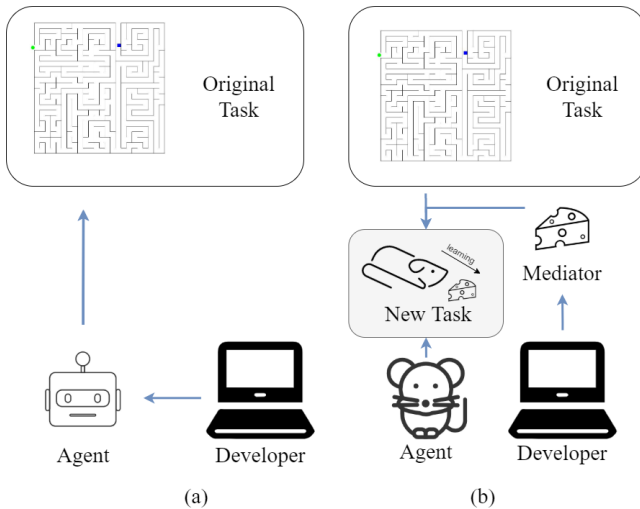 Original
Task
Agent
Developer
(a)
Original
Task
learning
New Task
Mediator
Agent
Developer
(b)